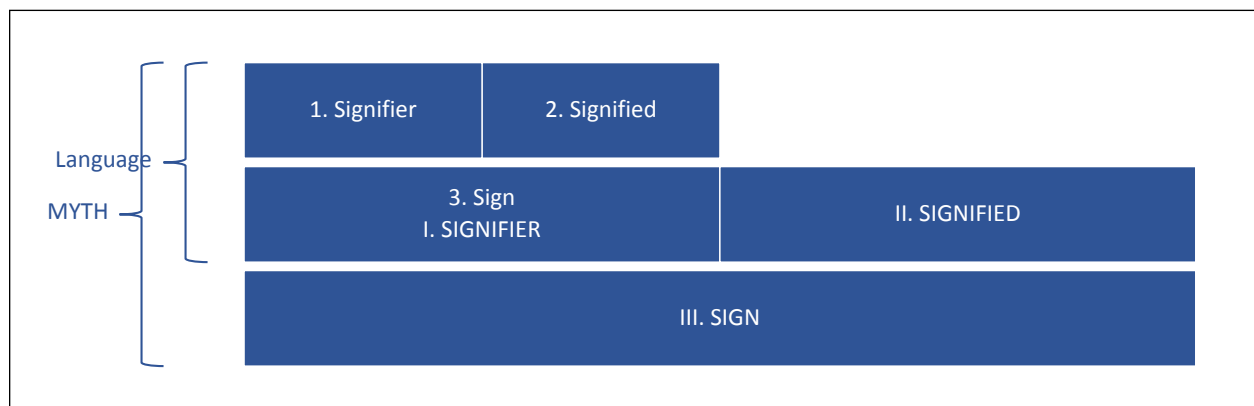 1. Signifier
2. Signified
Language
3. Sign
I. SIGNIFIER
II. SIGNIFIED
MYTH
III. SIGN